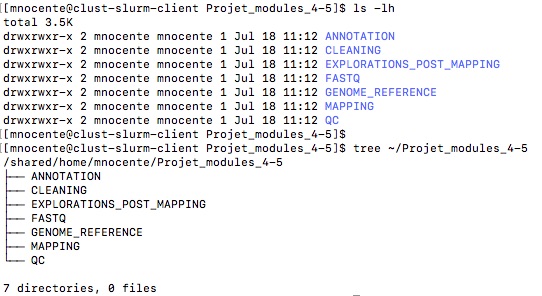 [[mnocente@clust-slurm-client Projet_modules_4-5]$ ls -lh
total 3.5K
drwxrwxr-x 2 mnocente mnocente 1 Jul 18 11:12 ANNOTATION
drwxrwxr-x 2 mnocente mnocente 1 Jul 18 11:12 CLEANING
drwxrwxr-x 2 mnocente mnocente 1 Jul 18 11:12 EXPLORATIONS_POST_MAPPING
drwxrwxr-x 2 mnocente mnocente 1 Jul 18 11:12 FASTQ
drwxrwxr-x 2 mnocente mnocente 1 Jul 18 11:12 GENOME_REFERENCE
drwxrwxr-x 2 mnocente mnocente 1 Jul 18 11:12 MAPPING
drwxrwxr-x 2 mnocente mnocente 1 Jul 18 11:12 QC
[[mnocente@clust-slurm-client Projet_modules_4-5]$
[[mnocente@clust-slurm-client Projet_modules_4-5]$ tree ~/Projet_modules_4-5
/shared/home/mnocente/Projet_modules_4-5
├── ANNOTATION
├── CLEANING
├── EXPLORATIONS_POST_MAPPING
├── FASTQ
├── GENOME_REFERENCE
├── MAPPING
└── QC
7 directories, 0 files